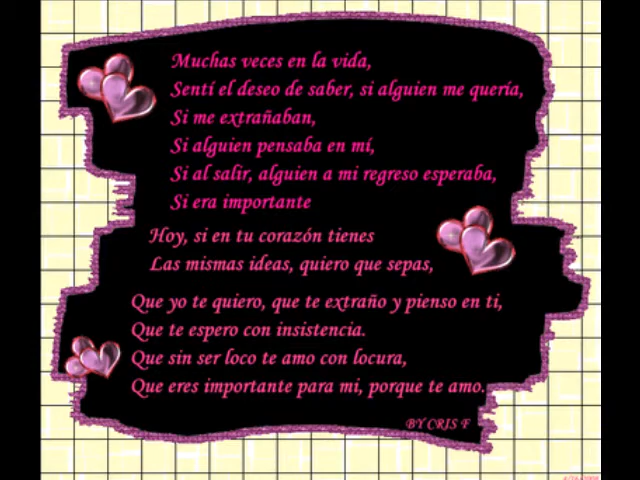 Muchas veces en la vida,
Sentí el deseo de saber, si alguien me quería,
Si me extrañaban,
Si alguien pensaba en mí,
Si al salir, alguien a mi regreso esperaba,
Si era importante
Hoy, si en tu corazón tienes
Las mismas ideas, quiero que sepas,
Que yo te quiero, que te extraño y pienso en ti,
Que te espero con insistencia.
Que sin ser loco te amo con locura,
Que eres importante para mi, porque te amo.
BY CRIS F